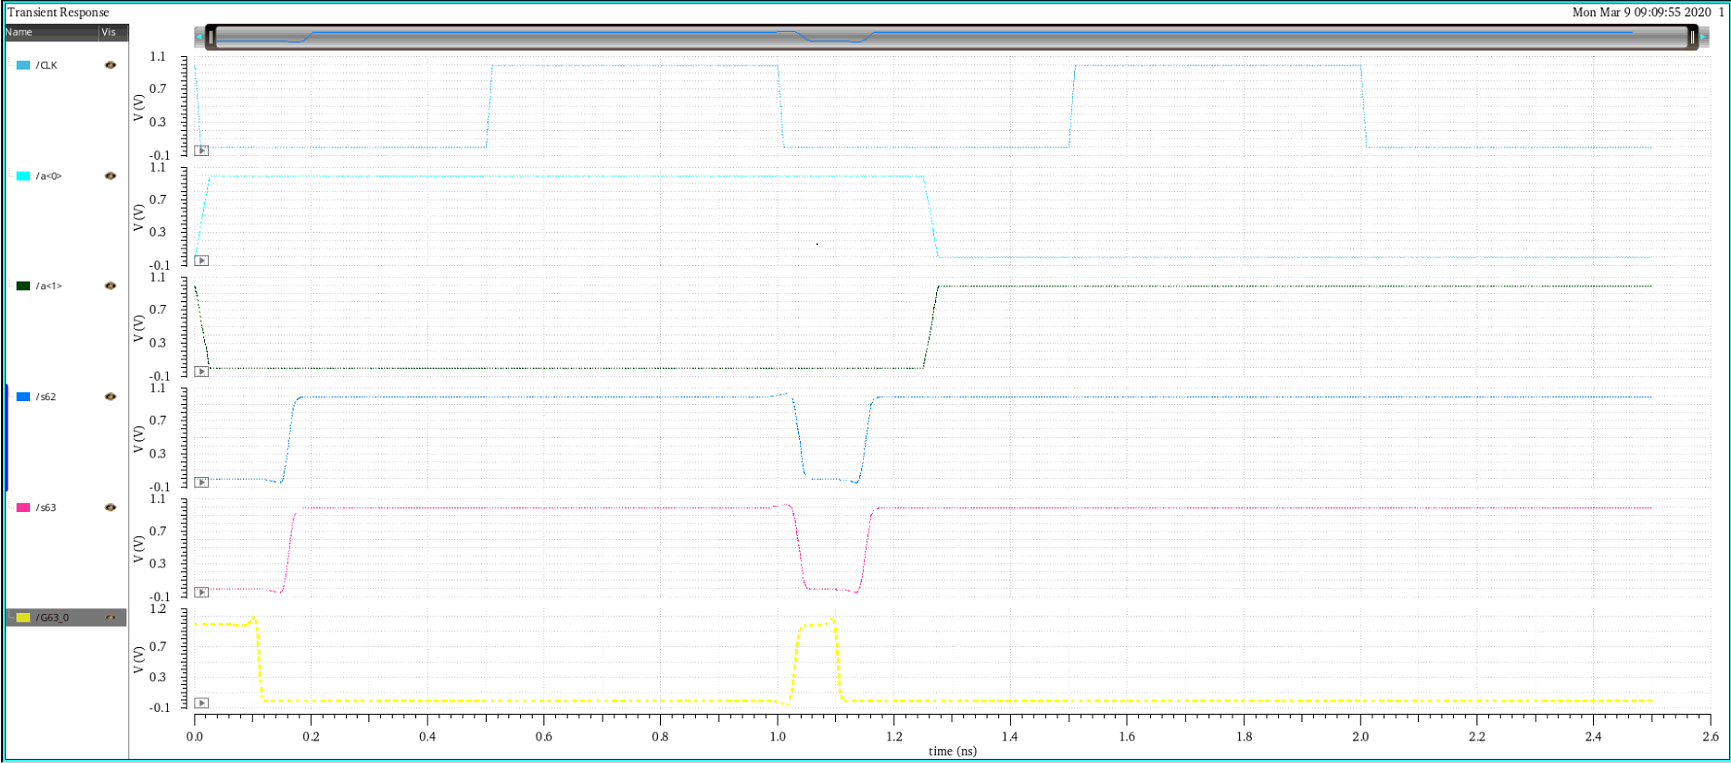 Transient Response
Mon Mar 9 09:09:55 2020 1
Name Vis
/CLK
1.1
0.7
0.3
-0.1
V (V)
/a<0>
1.1
0.7
0.3
-0.1
V (V)
/a<1>
1.1
0.7
0.3
-0.1
V (V)
/s62
1.1
0.7
0.3
-0.1
V (V)
/s63
1.1
0.7
0.3
-0.1
V (V)
/G63_0
1.2
0.7
0.3
-0.1
V (V)
0.0 0.2 0.4 0.6 0.8 1.0 1.2 1.4 1.6 1.8 2.0 2.2 2.4 2.6
time (ns)